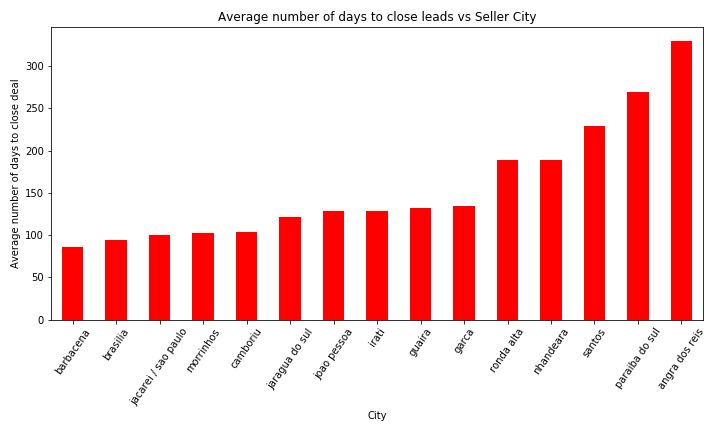 Average number of days to close leads vs Seller City
Average number of days to close deal
300
250
200
150
100
50
0
barbacena
brasilia
jacarei / sao paulo
morrinhos
camboriu
jaragua do sul
joao pessoa
irati
guaira
garca
ronda alta
nhandeara
santos
paraiba do sul
angra dos reis
City